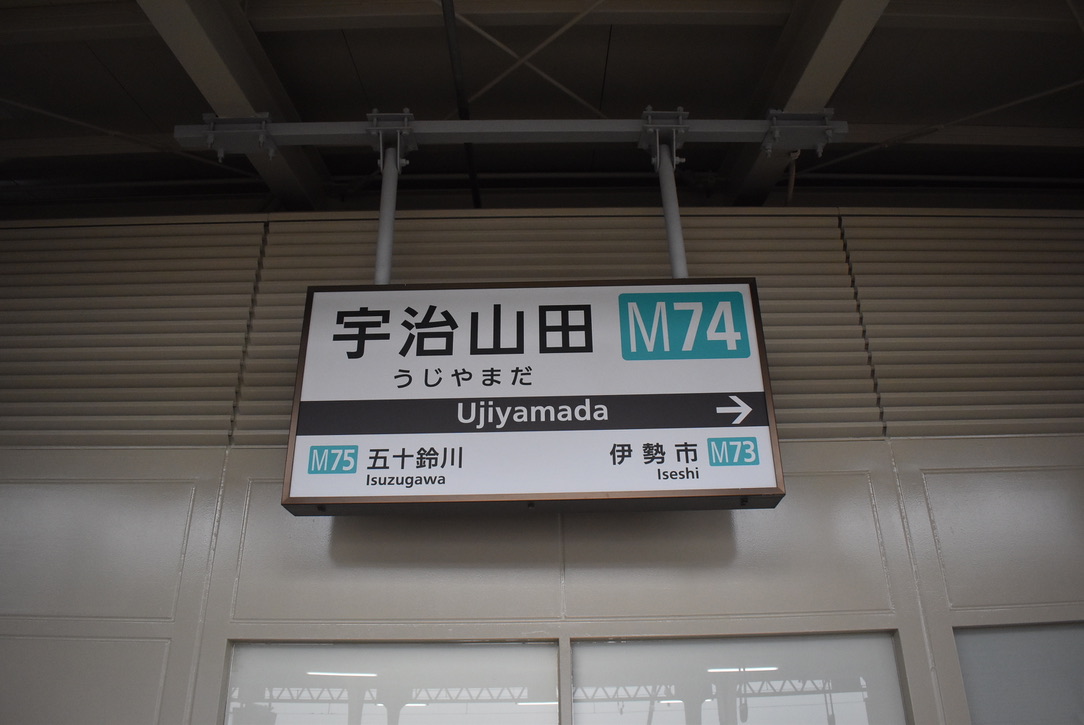 宇治山田 M74
うじやまだ
Ujiyamada →
M75 五十鈴川 伊勢市 M73
Isuzugawa Iseshi